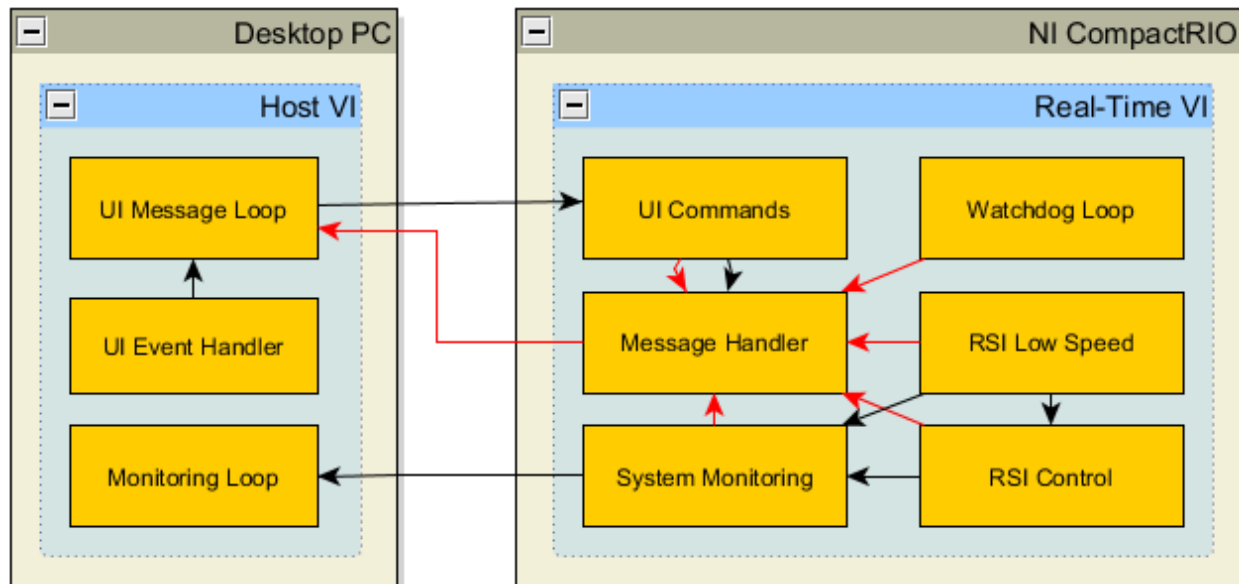 Desktop PC
Host VI
UI Message Loop
UI Event Handler
Monitoring Loop
NI CompactRIO
Real-Time VI
UI Commands
Watchdog Loop
Message Handler
RSI Low Speed
System Monitoring
RSI Control